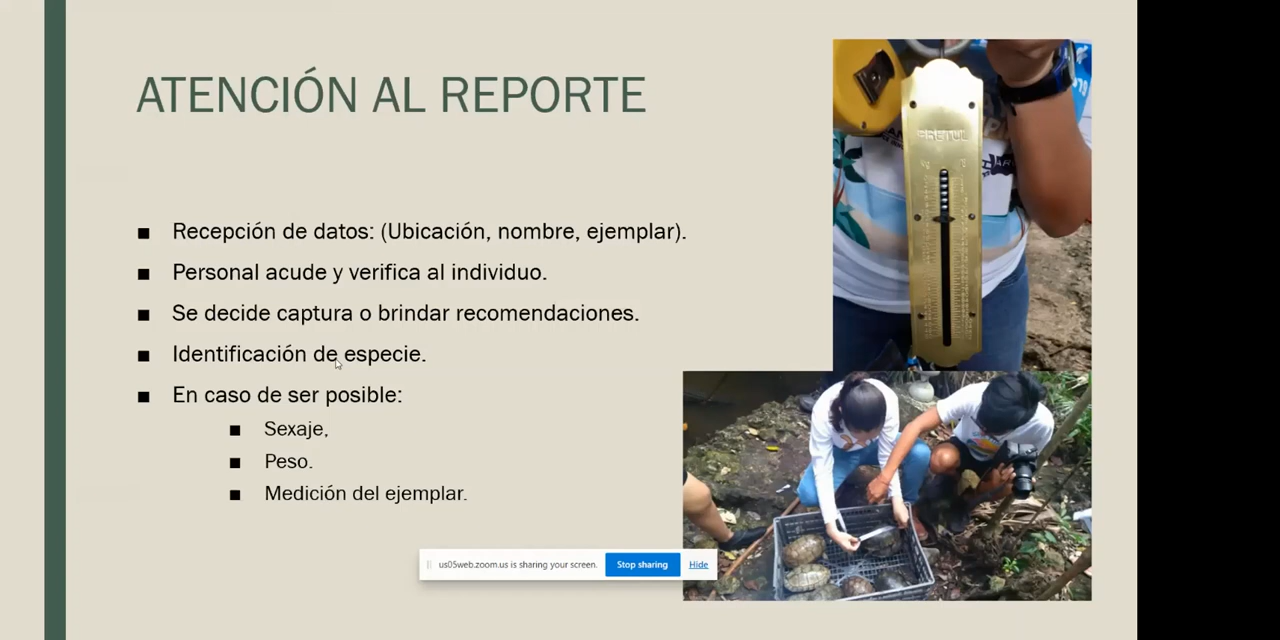 ATENCIÓN AL REPORTE
Recepción de datos: (Ubicación, nombre, ejemplar).
Personal acude y verifica al individuo.
Se decide captura o brindar recomendaciones.
Identificación de especie.
En caso de ser posible:
Sexaje,
Peso.
Medición del ejemplar.
us05web.zoom.us is sharing your screen.
Stop sharing
Hide
PRETUL